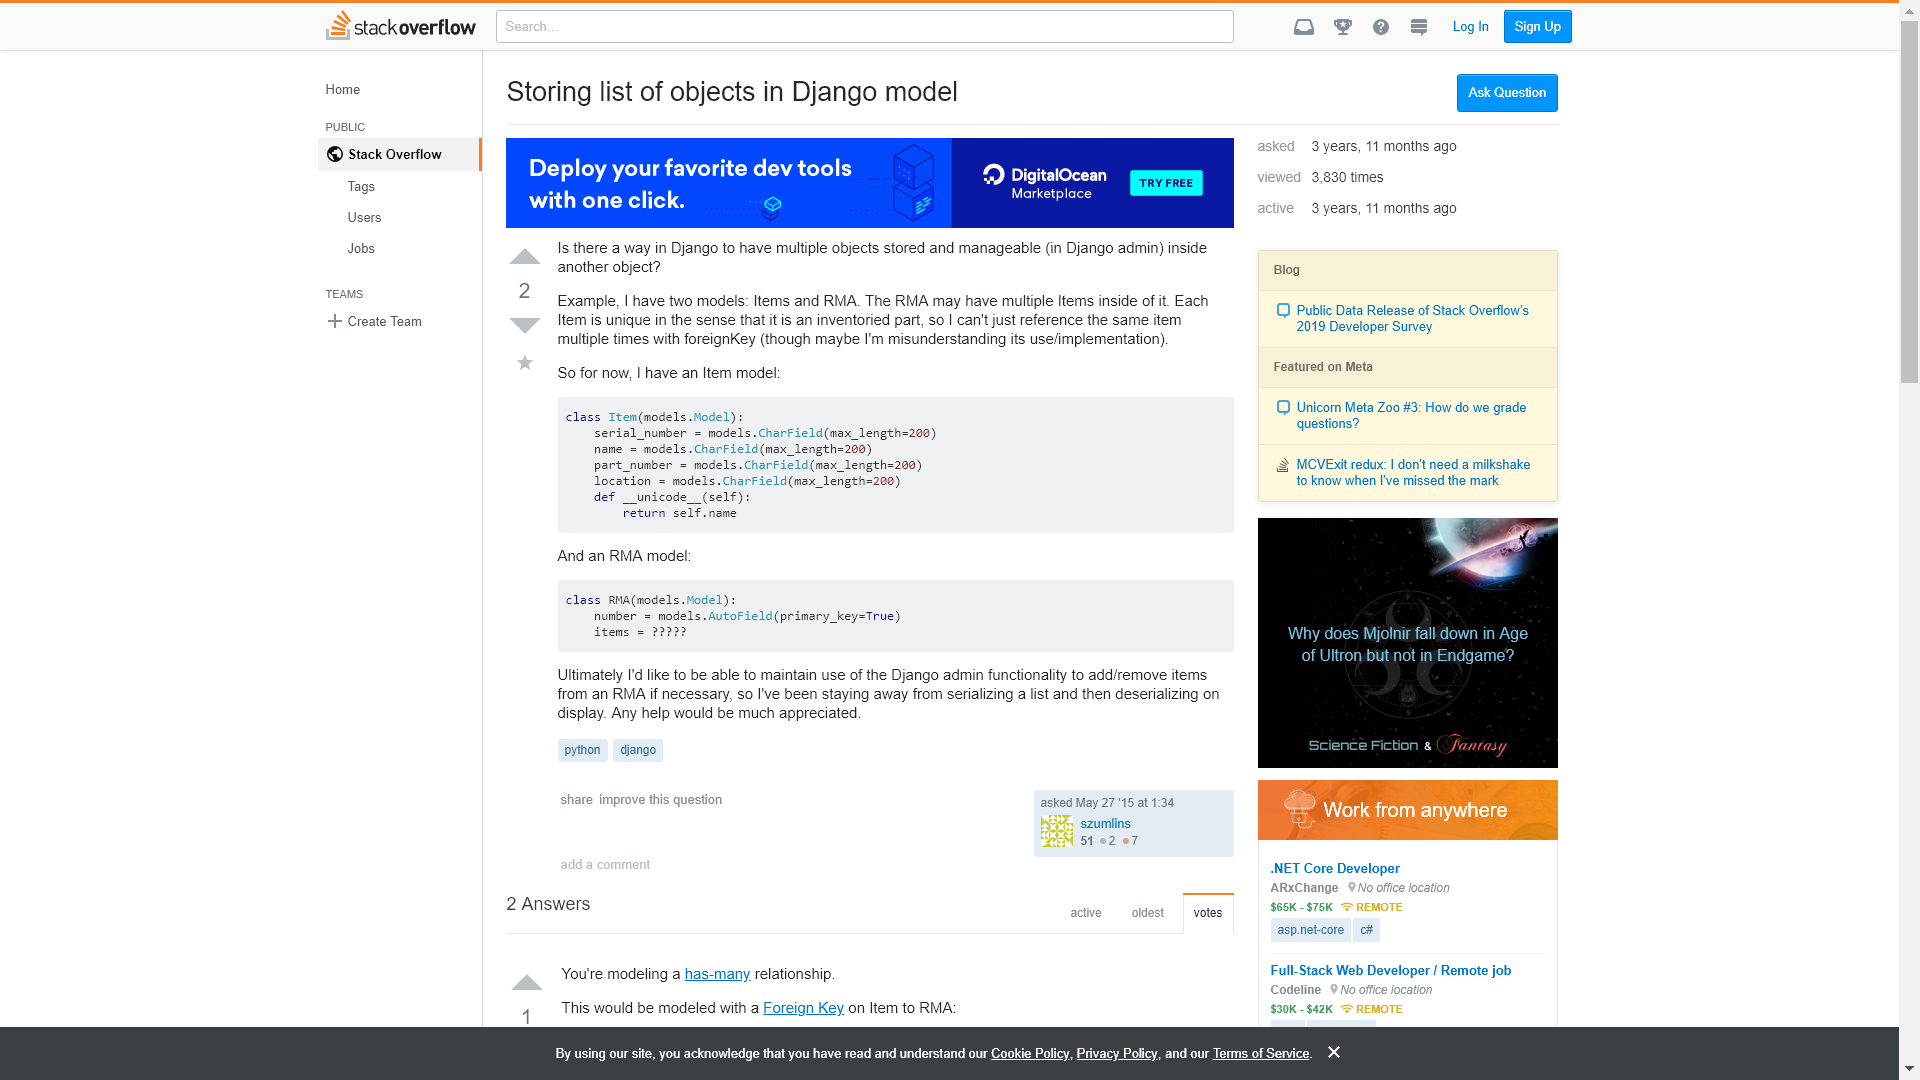 stackoverflow
Search...
Log In
Sign Up
Home
PUBLIC
Stack Overflow
Tags
Users
Jobs
TEAMS
Create Team
Storing list of objects in Django model
Ask Question
Deploy your favorite dev tools
with one click.
DigitalOcean
Marketplace
TRY FREE
asked 3 years, 11 months ago
viewed 3,830 times
active 3 years, 11 months ago
2
Is there a way in Django to have multiple objects stored and manageable (in Django admin) inside
another object?
Example, I have two models: Items and RMA. The RMA may have multiple Items inside of it. Each
Item is unique in the sense that it is an inventoried part, so I can't just reference the same item
multiple times with foreignKey (though maybe I'm misunderstanding its use/implementation).
So for now, I have an Item model:
class Item(models.Model):
serial_number = models.CharField(max_length=200)
name = models.CharField(max_length=200)
part_number = models.CharField(max_length=200)
location = models.CharField(max_length=200)
def __unicode__(self):
return self.name
And an RMA model:
class RMA(models.Model):
number = models.AutoField(primary_key=True)
items = ?????
Ultimately I'd like to be able to maintain use of the Django admin functionality to add/remove items
from an RMA if necessary, so I've been staying away from serializing a list and then deserializing on
display. Any help would be much appreciated.
python django
share improve this question
asked May 27 '15 at 1:34
szumlins
51 2 7
add a comment
2 Answers
active oldest votes
1
You're modeling a has-many relationship.
This would be modeled with a Foreign Key on Item to RMA:
Blog
Public Data Release of Stack Overflow's
2019 Developer Survey
Featured on Meta
Unicorn Meta Zoo #3: How do we grade
questions?
MCVExit redux: I don't need a milkshake
to know when I've missed the mark
Why does Mjolnir fall down in Age
of Ultron but not in Endgame?
Science Fiction & Fantasy
Work from anywhere
.NET Core Developer
ARxChange No office location
$65K - $75K REMOTE
asp.net-core c#
Full-Stack Web Developer / Remote job
Codeline No office location
$30K - $42K REMOTE
By using our site, you acknowledge that you have read and understand our Cookie Policy, Privacy Policy, and our Terms of Service.